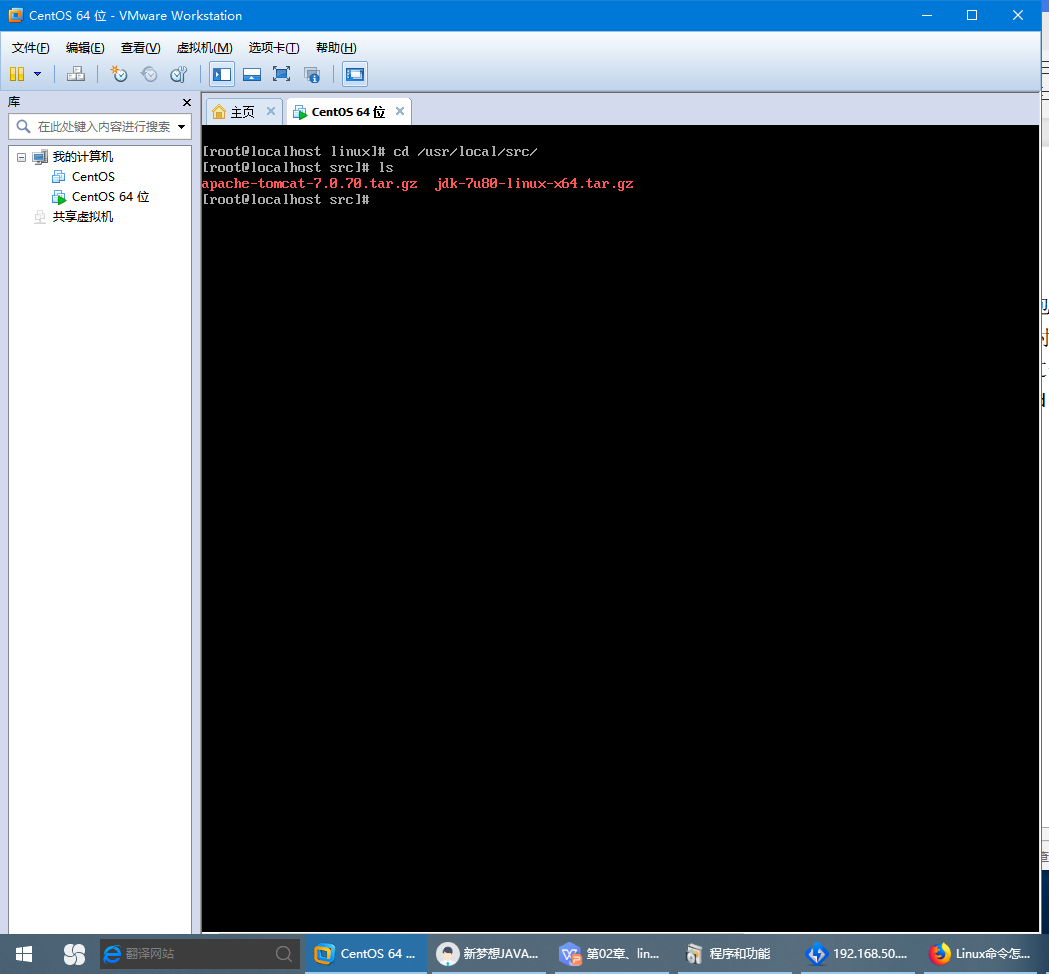 CentOS 64 位 - VMware Workstation
文件(F) 编辑(E) 查看(V) 虚拟机(M) 选项卡(T) 帮助(H)
库
在此处键入内容进行搜索
我的计算机
CentOS
CentOS 64 位
共享虚拟机
主页 CentOS 64 位
[root@localhost linux]# cd /usr/local/src/
[root@localhost src]# ls
apache-tomcat-7.0.70.tar.gz jdk-7u80-linux-x64.tar.gz
[root@localhost src]#
翻译网站 CentOS 64 ... 新梦想JAVA... 第02章、lin... 程序和功能 192.168.50.... Linux命令怎...